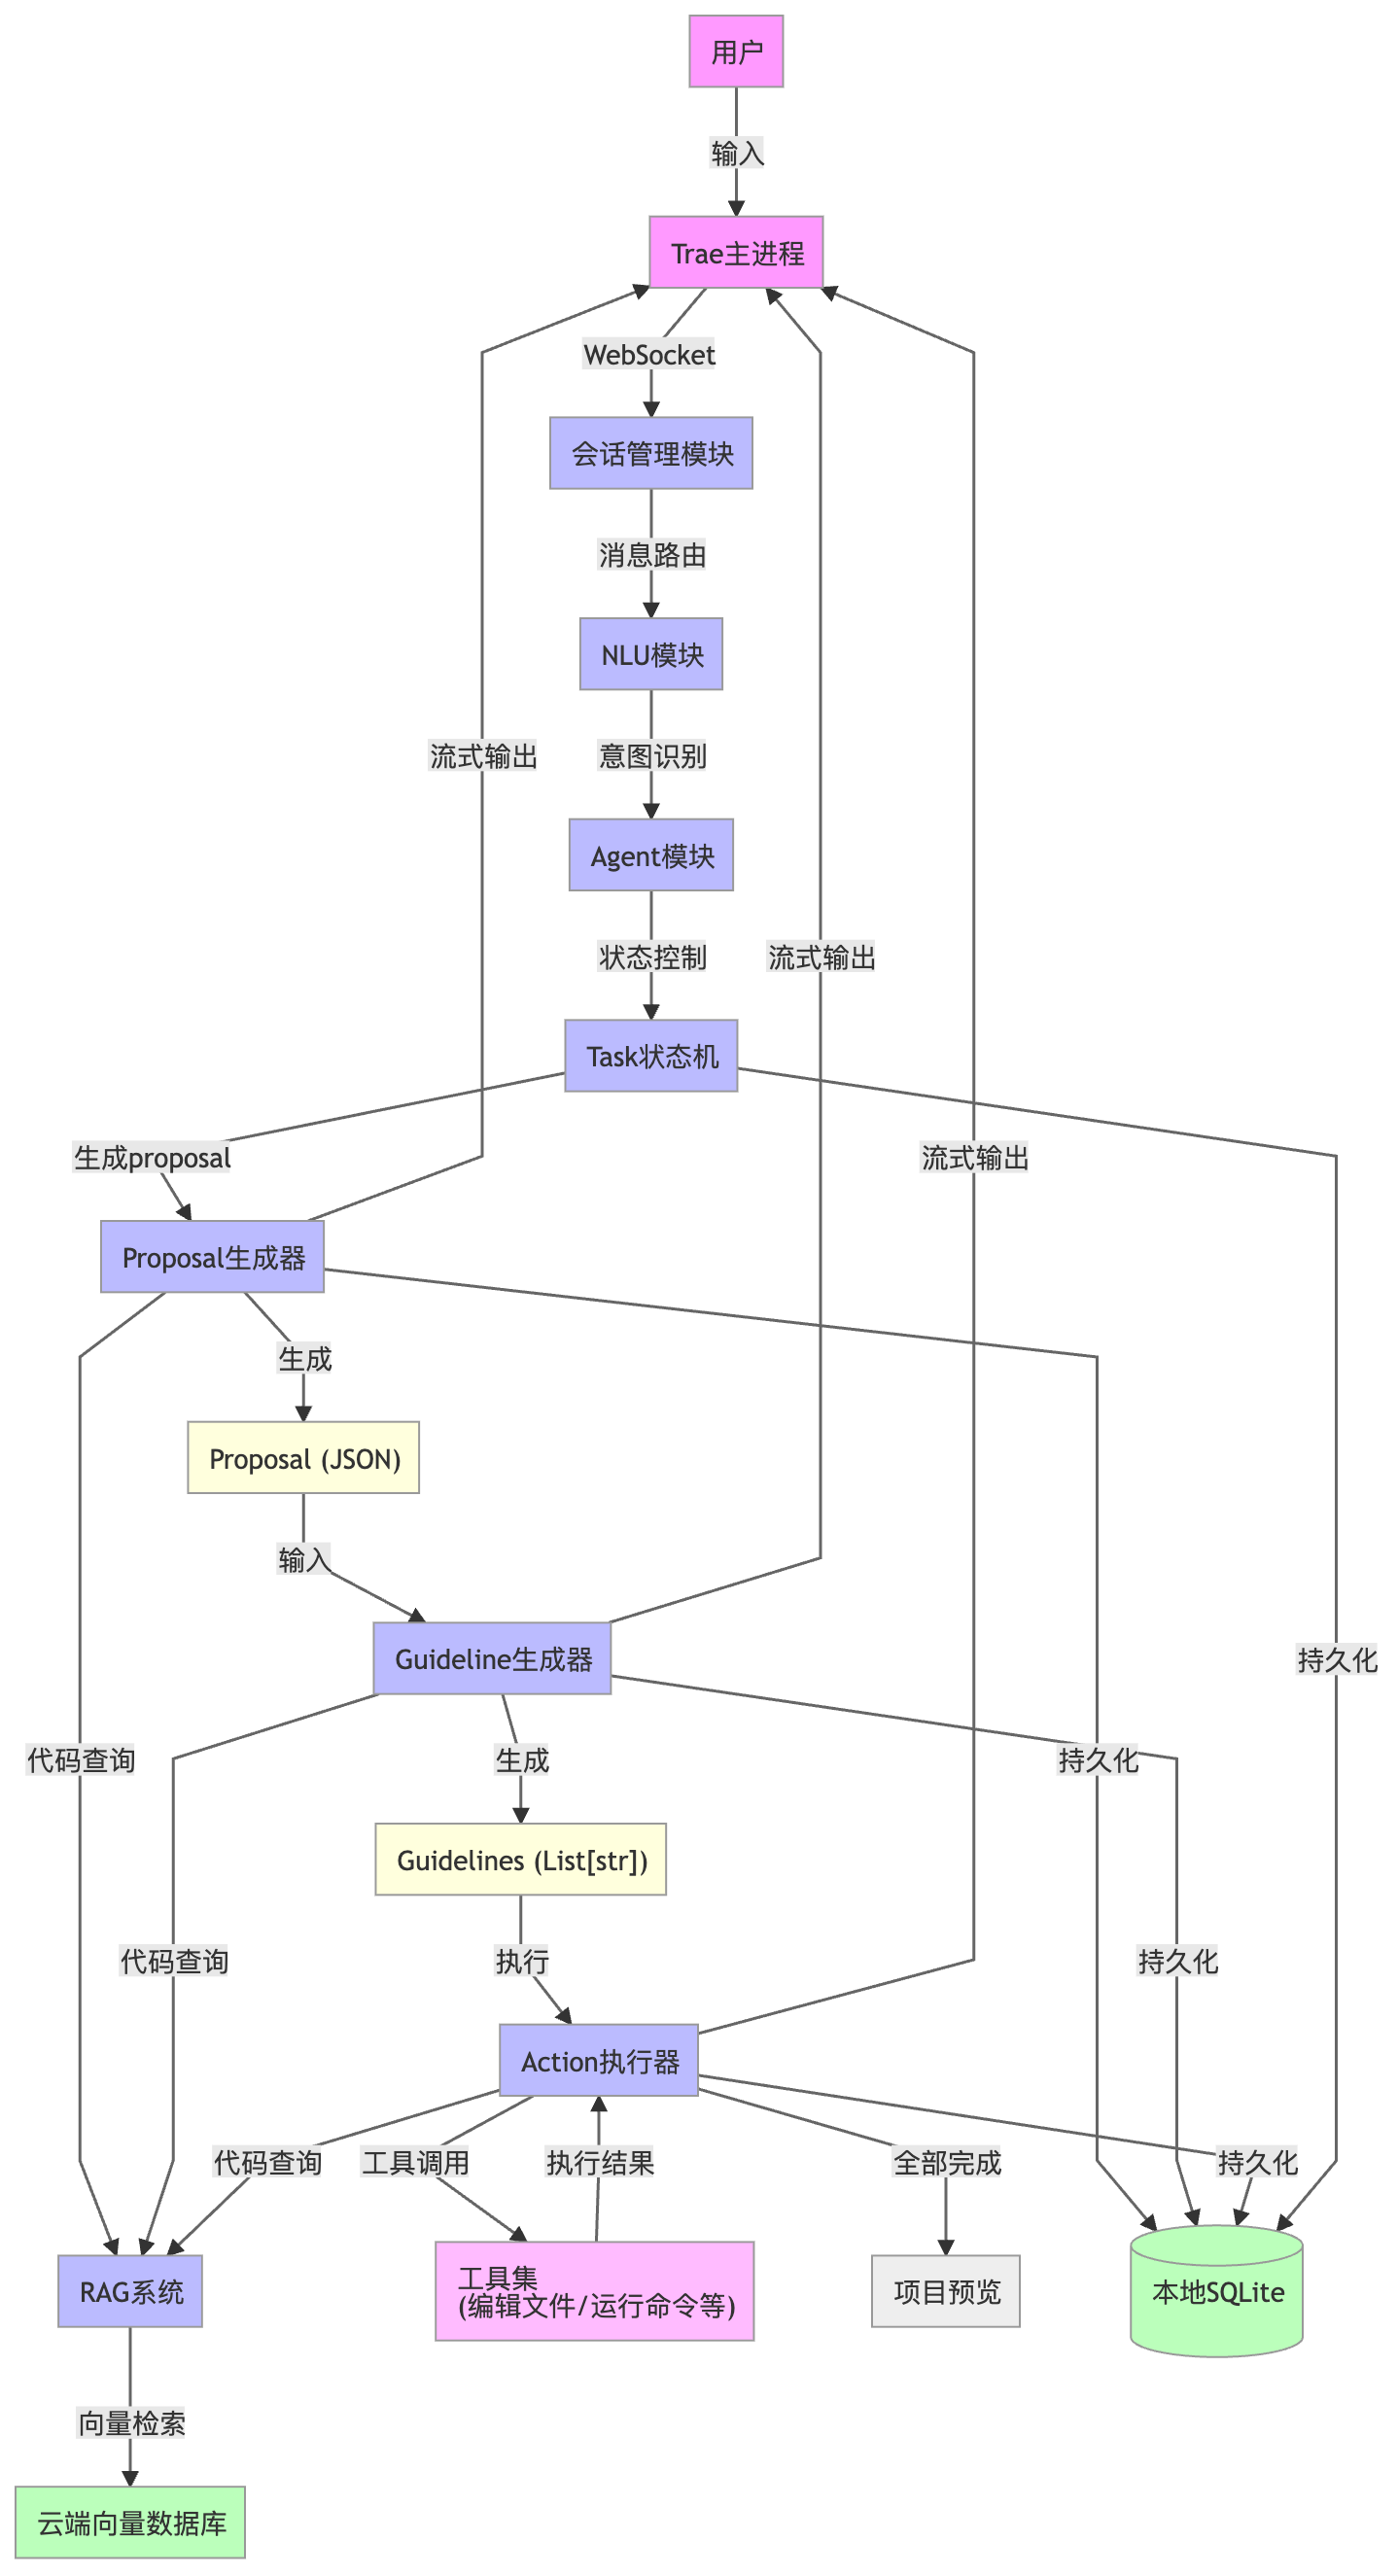 用户
输入
Trae主进程
WebSocket
会话管理模块
消息路由
NLU模块
流式输出
意图识别
Agent模块
状态控制
流式输出
Task状态机
生成proposal
流式输出
Proposal生成器
生成
Proposal (JSON)
输入
Guideline生成器
持久化
代码查询
生成
持久化
Guidelines (List[str])
代码查询
执行
持久化
Action执行器
代码查询
工具调用
执行结果
全部完成
持久化
RAG系统
工具集
(编辑文件/运行命令等)
项目预览
本地SQLite
向量检索
云端向量数据库